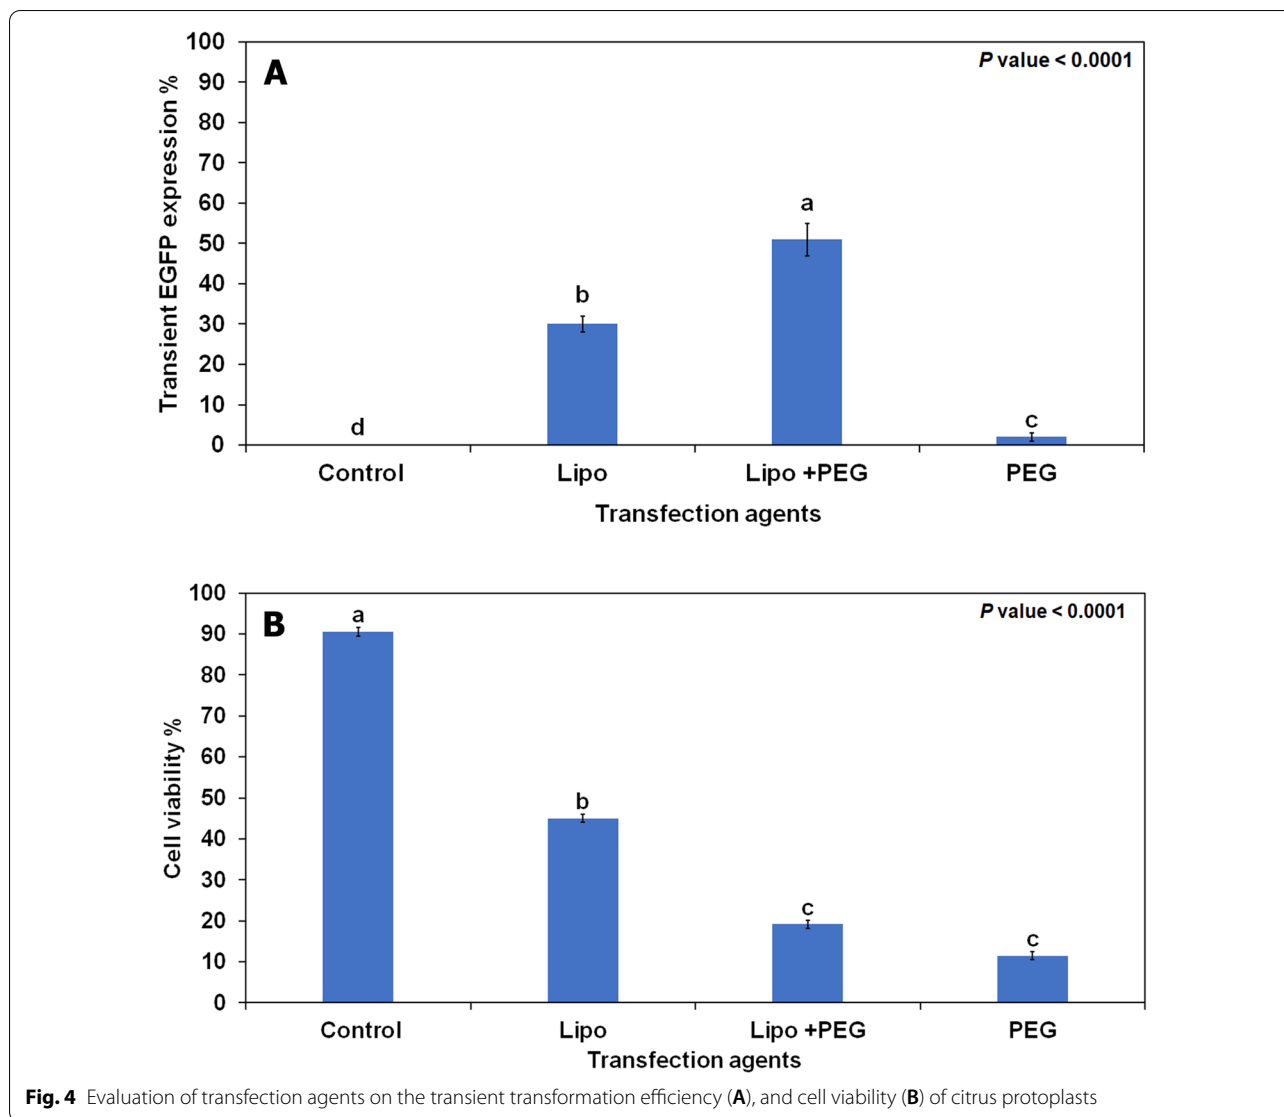 100
90
80
70
60
50
40
30
20
10
0
Transient EGFP expression %
A
P value < 0.0001
d
b
a
c
Control
Lipo
Lipo +PEG
PEG
Transfection agents
100
90
80
70
60
50
40
30
20
10
0
Cell viability %
B
P value < 0.0001
a
b
c
c
Control
Lipo
Lipo +PEG
PEG
Transfection agents
Fig. 4 Evaluation of transfection agents on the transient transformation efficiency (A), and cell viability (B) of citrus protoplasts